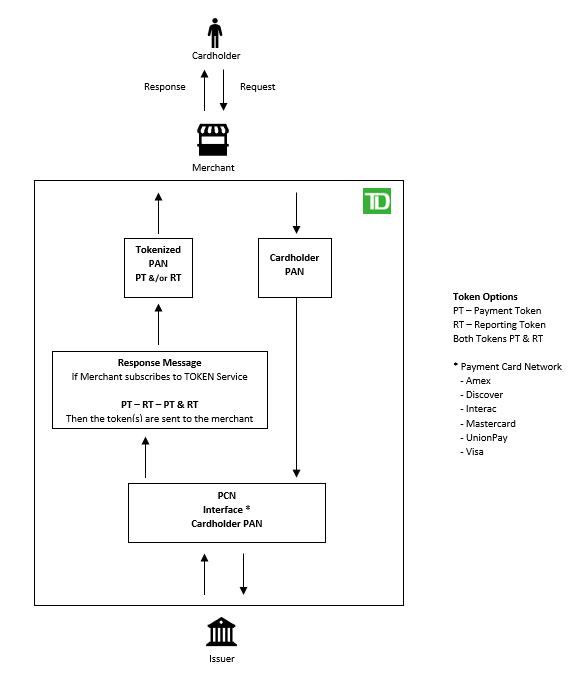 Cardholder
Response
Request
Merchant
TD
Tokenized
PAN
PT &/or RT
Cardholder
PAN
Response Message
If Merchant subscribes to TOKEN Service
PT – RT – PT & RT
Then the token(s) are sent to the merchant
PCN
Interface *
Cardholder PAN
Issuer
Token Options
PT – Payment Token
RT – Reporting Token
Both Tokens PT & RT
* Payment Card Network
- Amex
- Discover
- Interac
- Mastercard
- UnionPay
- Visa